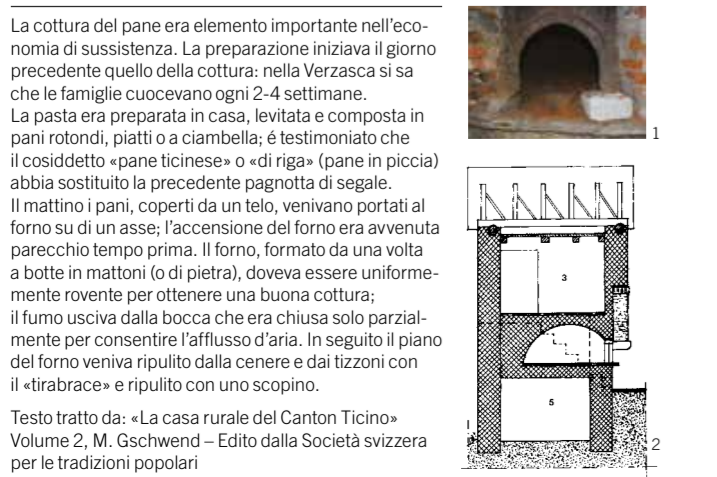 La cottura del pane era elemento importante nell'eco-
nomia di sussistenza. La preparazione iniziava il giorno
precedente quello della cottura: nella Verzasca si sa
che le famiglie cuocevano ogni 2-4 settimane.
La pasta era preparata in casa, levitata e composta in
pani rotondi, piatti o a ciambella; é testimoniato che
il cosiddetto «pane ticinese» o «di riga» (pane in piccia)
abbia sostituito la precedente pagnotta di segale.
Il mattino i pani, coperti da un telo, venivano portati al
forno su di un asse; l'accensione del forno era avvenuta
parecchio tempo prima. Il forno, formato da una volta
a botte in mattoni (o di pietra), doveva essere uniforme-
mente rovente per ottenere una buona cottura;
il fumo usciva dalla bocca che era chiusa solo parzial-
mente per consentire l'afflusso d'aria. In seguito il piano
del forno veniva ripulito dalla cenere e dai tizzoni con
il «tirabrace» e ripulito con uno scopino.
Testo tratto da: «La casa rurale del Canton Ticino»
Volume 2, M. Gschwend – Edito dalla Società svizzera
per le tradizioni popolari
1
3
5
2